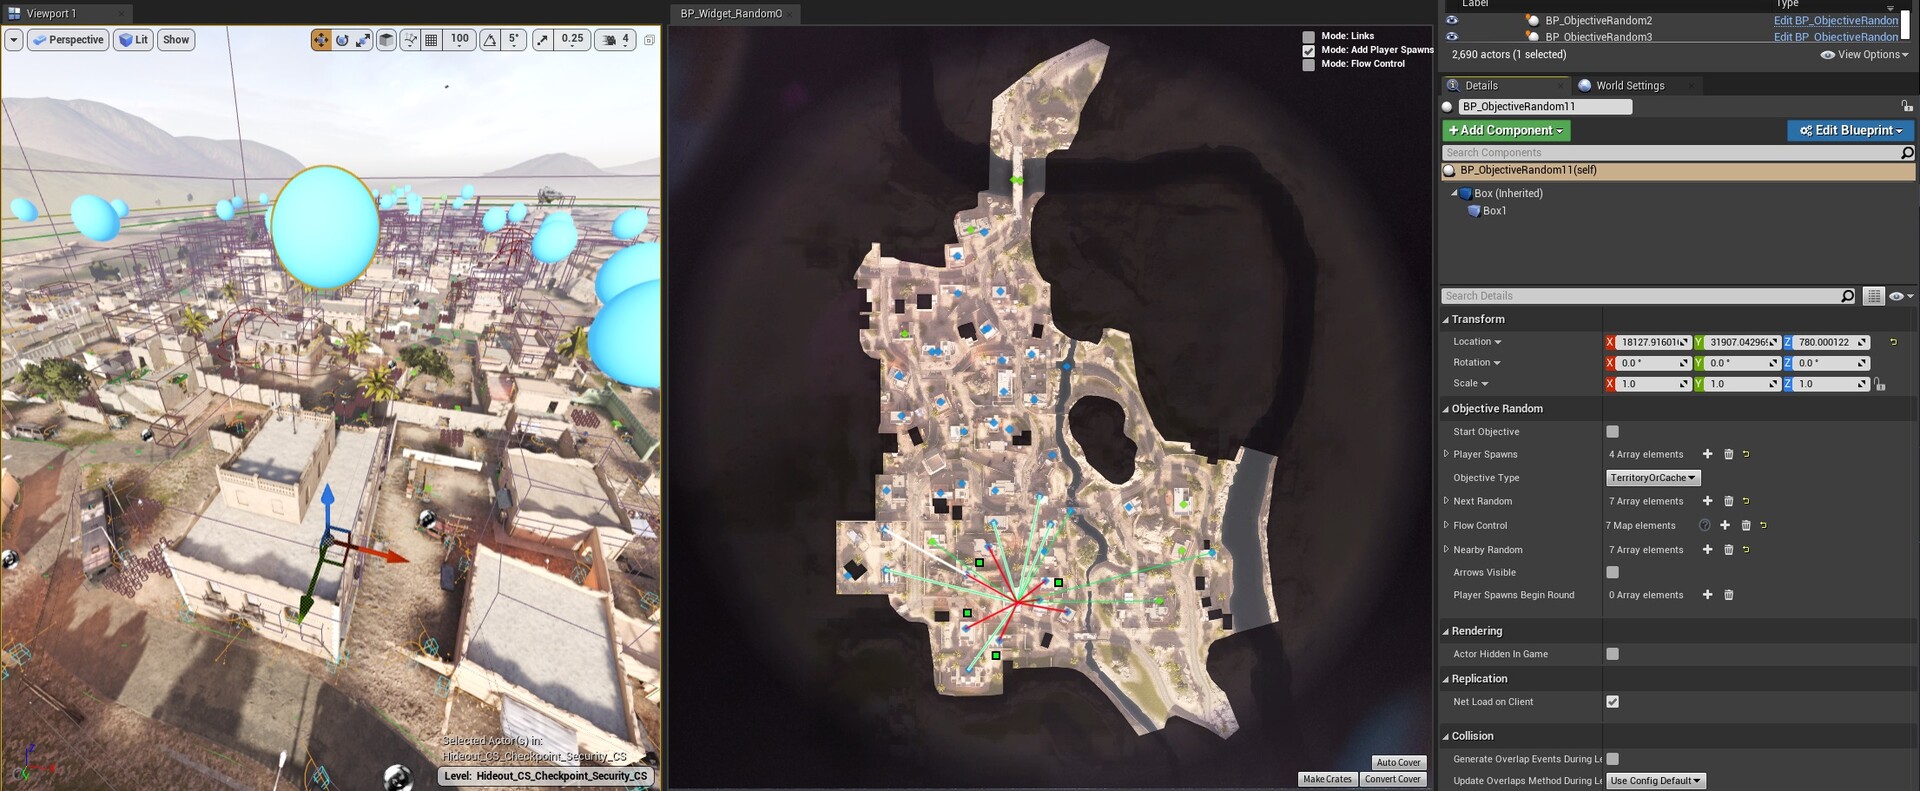 Viewport 1
Perspective
Lit
Show
100
5°
0.25
4
BP_Widget_RandomO
Mode: Links
Mode: Add Player Spawns
Mode: Flow Control
Auto Cover
Make Crates
Convert Cover
Selected Actor(s) in:
Hideout_CS_Checkpoint_Security_CS
Level: Hideout_CS_Checkpoint_Security_CS
Label
Type
BP_ObjectiveRandom2
Edit BP_ObjectiveRandon
BP_ObjectiveRandom3
Edit BP_ObjectiveRandon
2,690 actors (1 selected)
View Options
Details
World Settings
BP_ObjectiveRandom11
Add Component
Edit Blueprint
Search Components
BP_ObjectiveRandom11(self)
Box (Inherited)
Box1
Search Details
Transform
Location
X
Y
Z 780.000122
Rotation
X 0.0 °
Y 0.0 °
Z 0.0 °
Scale
X 1.0
Y 1.0
Z 1.0
Objective Random
Start Objective
Player Spawns
4 Array elements
Objective Type
TerritoryOrCache
Next Random
7 Array elements
Flow Control
7 Map elements
Nearby Random
7 Array elements
Arrows Visible
Player Spawns Begin Round
0 Array elements
Rendering
Actor Hidden In Game
Replication
Net Load on Client
Collision
Generate Overlap Events During Le
Update Overlaps Method During Le
Use Config Default